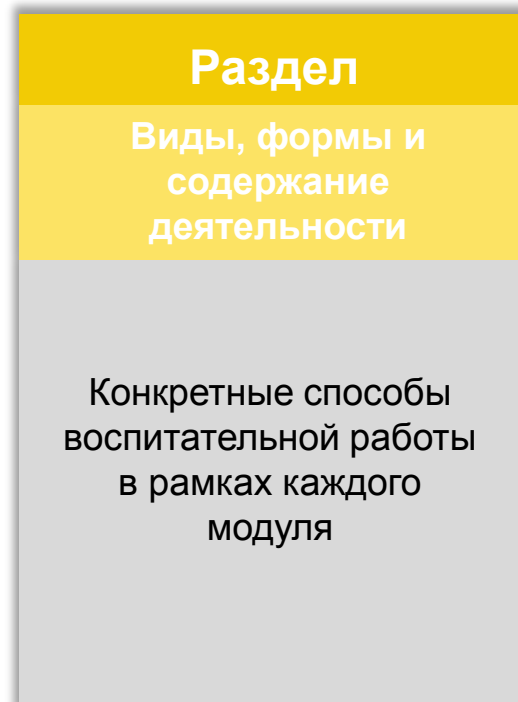 Раздел
Виды, формы и
содержание
деятельности
Конкретные способы
воспитательной работы
в рамках каждого
модуля